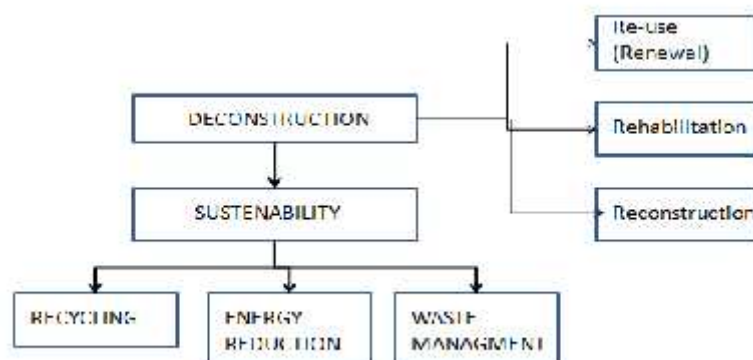 Re-use
(Renewal)
DECONSTRUCTION
Rehabilitation
SUSTENABILITY
Reconstruction
RECYCLING
ENERGY
REDUCTION
WASTE
MANAGMENT